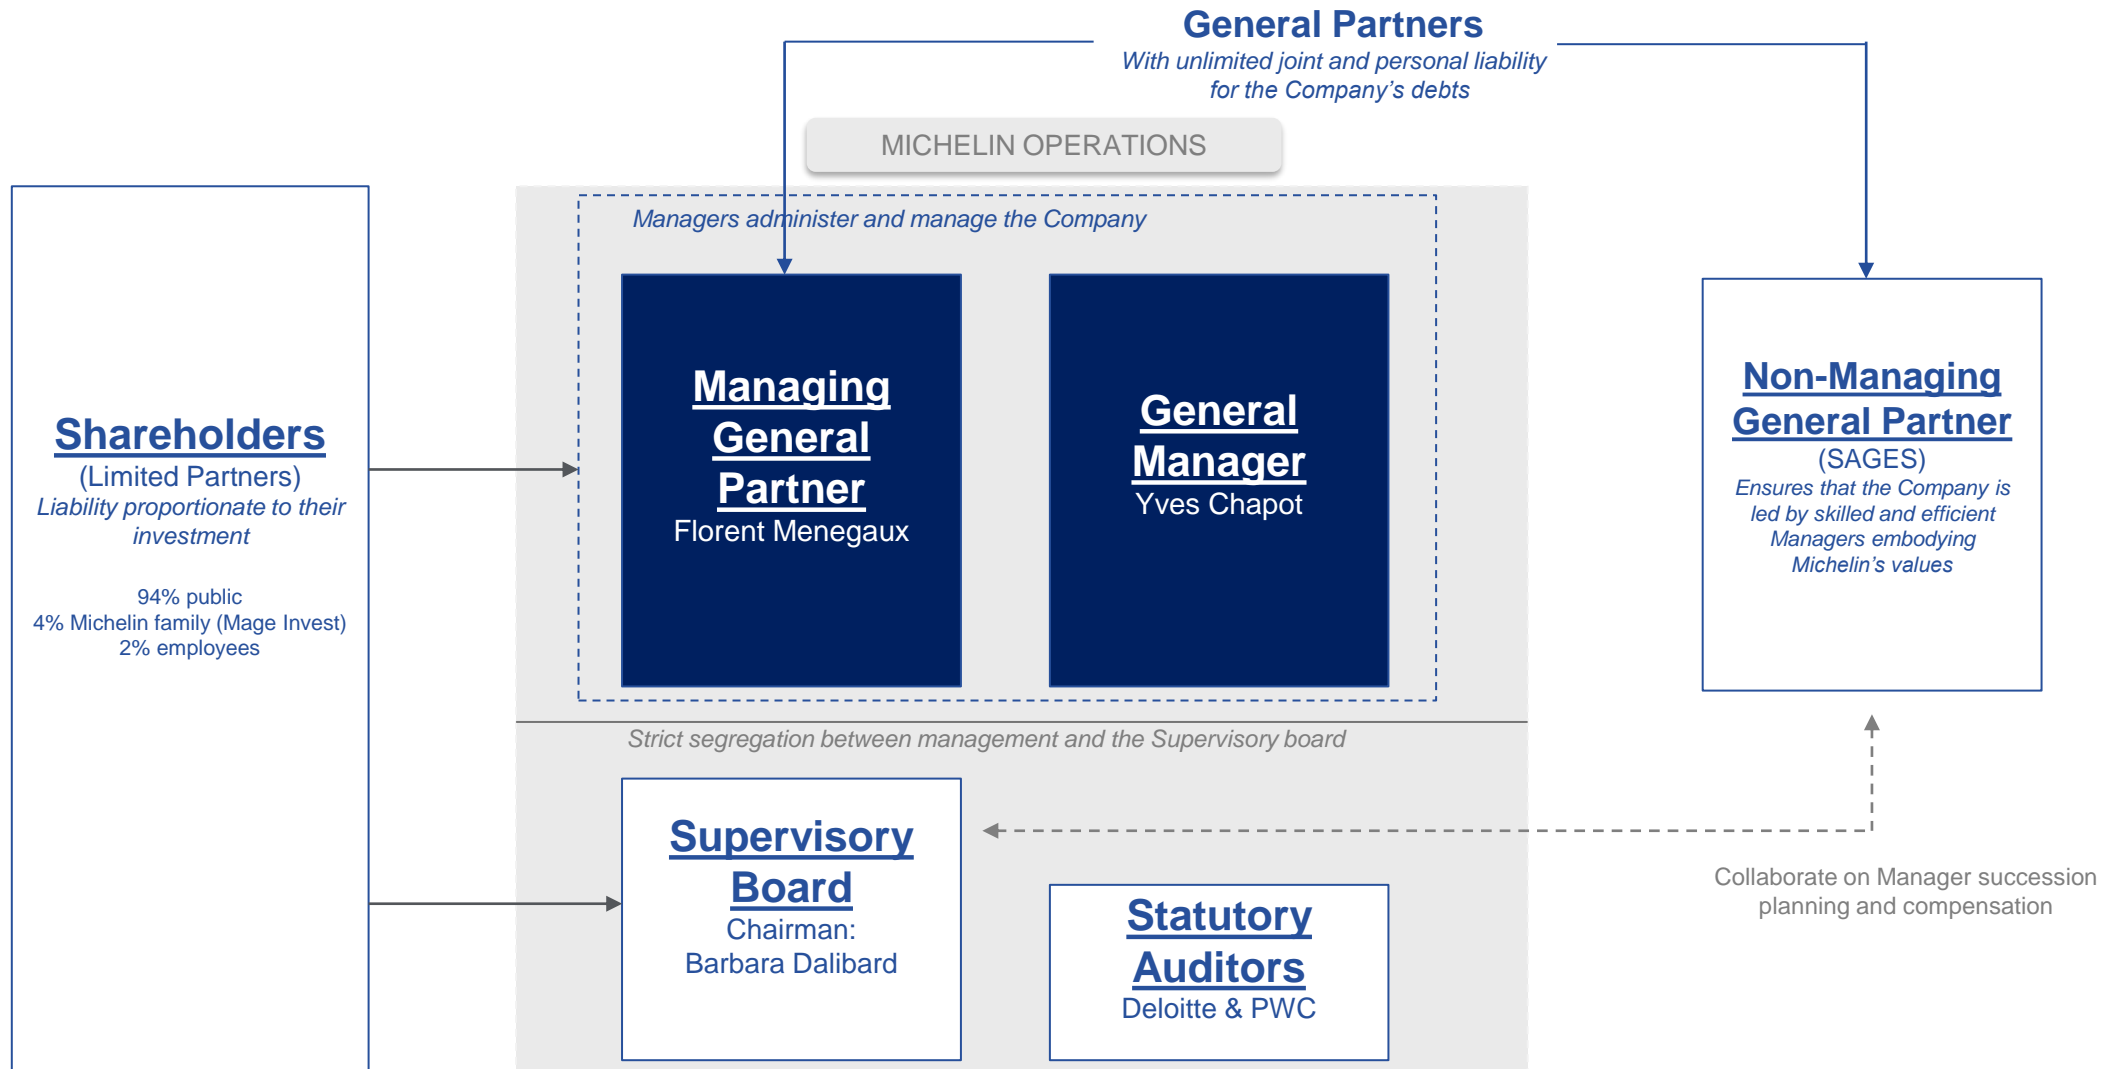 General Partners
With unlimited joint and personal liability
for the Company's debts
MICHELIN OPERATIONS
Shareholders
(Limited Partners)
Liability proportionate to their
investment
94% public
4% Michelin family (Mage Invest)
2% employees
Managers administer and manage the Company
Managing
General
Partner
Florent Menegaux
General
Manager
Yves Chapot
Non-Managing
General Partner
(SAGES)
Ensures that the Company is
led by skilled and efficient
Managers embodying
Michelin's values
Strict segregation between management and the Supervisory board
Supervisory
Board
Chairman:
Barbara Dalibard
Statutory
Auditors
Deloitte & PWC
Collaborate on Manager succession
planning and compensation